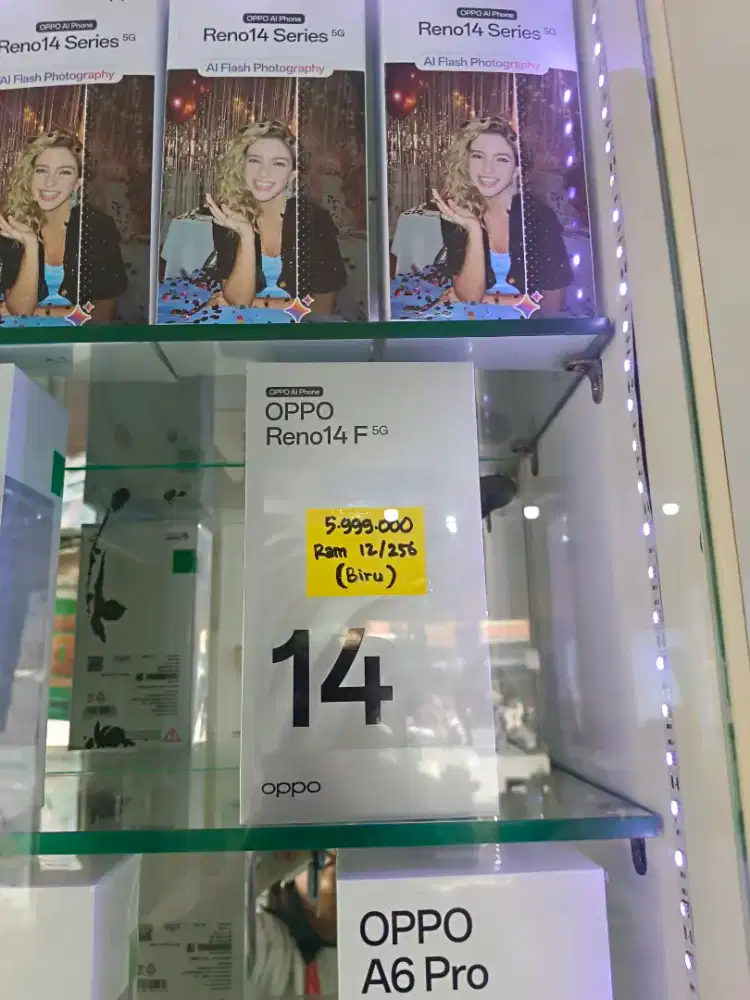 OPPO AI Phone
Reno14 Series 5G
AI Flash Photography
OPPO AI Phone
Reno14 Series 5G
AI Flash Photography
OPPO AI Phone
Reno14 Series 5G
AI Flash Photography
OPPO AI Phone
OPPO
Reno14 F 5G
5.999.000
Ram 12/256
(Biru)
14
oppo
OPPO
A6 Pro